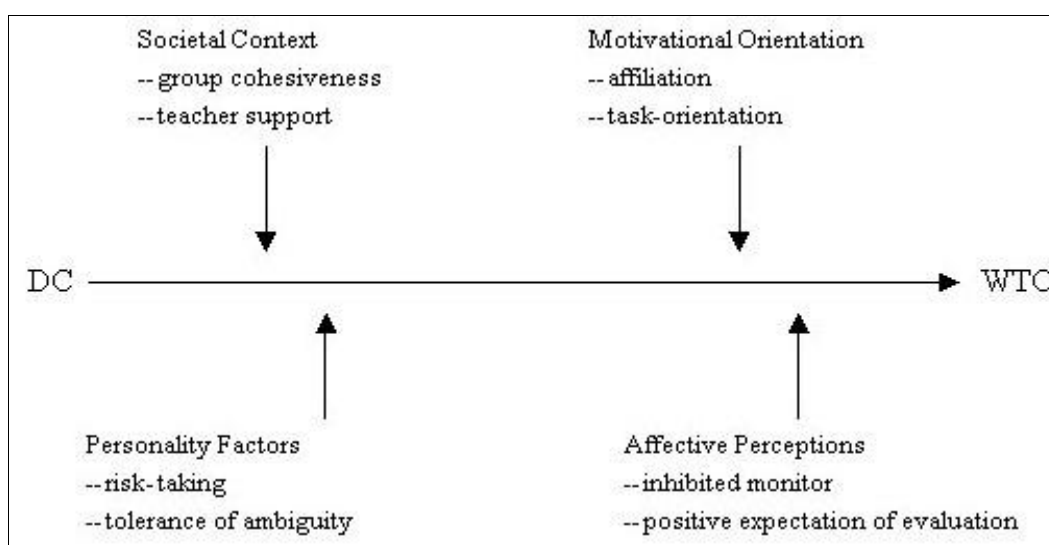 Societal Context
--group cohesiveness
--teacher support
Motivational Orientation
--affiliation
--task-orientation
DC
WTC
Personality Factors
--risk-taking
--tolerance of ambiguity
Affective Perceptions
--inhibited monitor
--positive expectation of evaluation